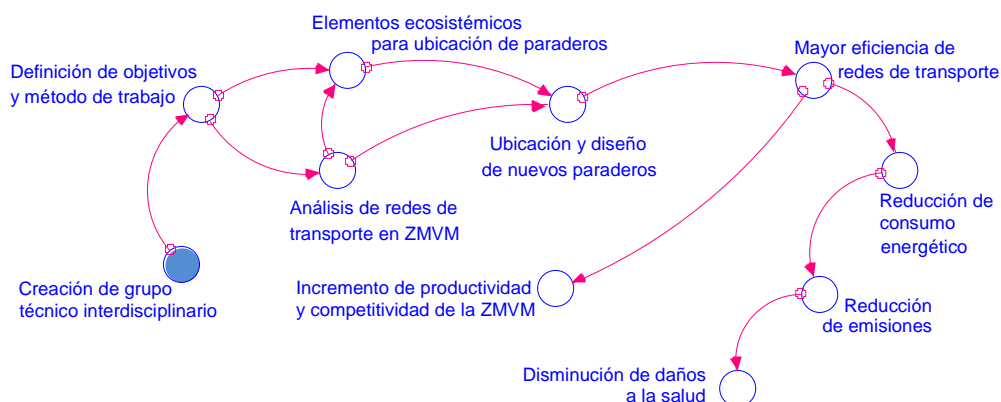 Elementos ecosistémicos
para ubicación de paraderos
Mayor eficiencia de
redes de transporte
Definición de objetivos
y método de trabajo
Ubicación y diseño
de nuevos paraderos
Análisis de redes de
transporte en ZMVM
Reducción de
consumo
energético
Creación de grupo
técnico interdisciplinario
Incremento de productividad
y competitividad de la ZMVM
Reducción
de emisiones
Disminución de daños
a la salud